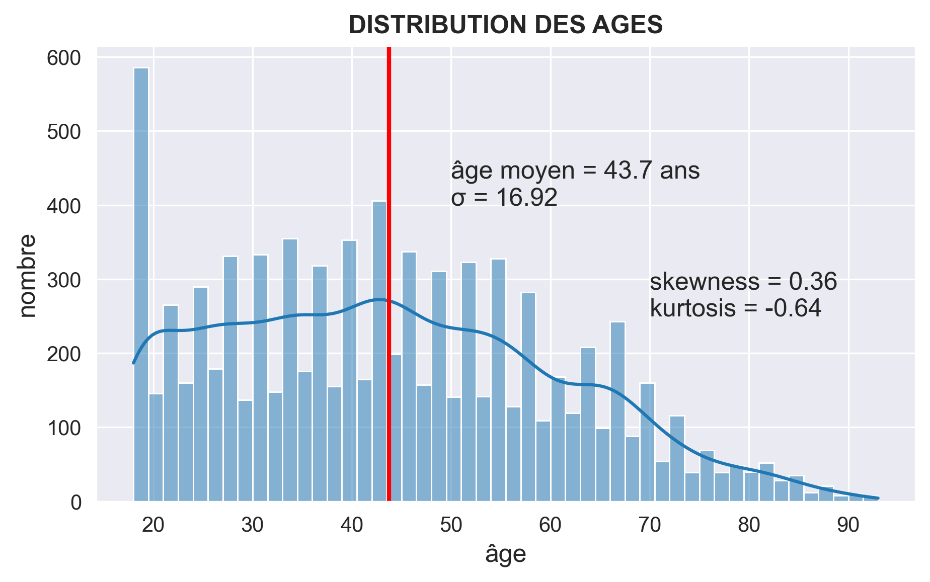 DISTRIBUTION DES AGES
600
500
400
300
200
100
0
nombre
âge moyen = 43.7 ans
σ = 16.92
skewness = 0.36
kurtosis = -0.64
20 30 40 50 60 70 80 90
âge